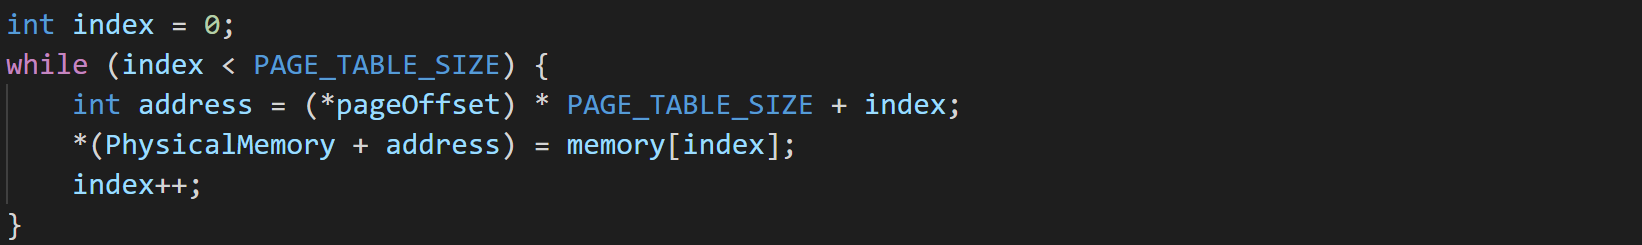 int index = 0;
while (index < PAGE_TABLE_SIZE) {
    int address = (*pageOffset) * PAGE_TABLE_SIZE + index;
    *(PhysicalMemory + address) = memory[index];
    index++;
}